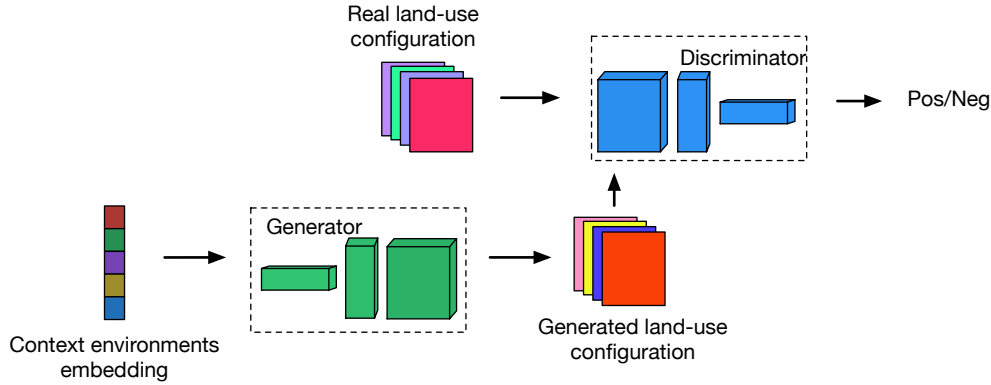 Real land-use
configuration
Discriminator
Pos/Neg
Generator
Generated land-use
configuration
Context environments
embedding